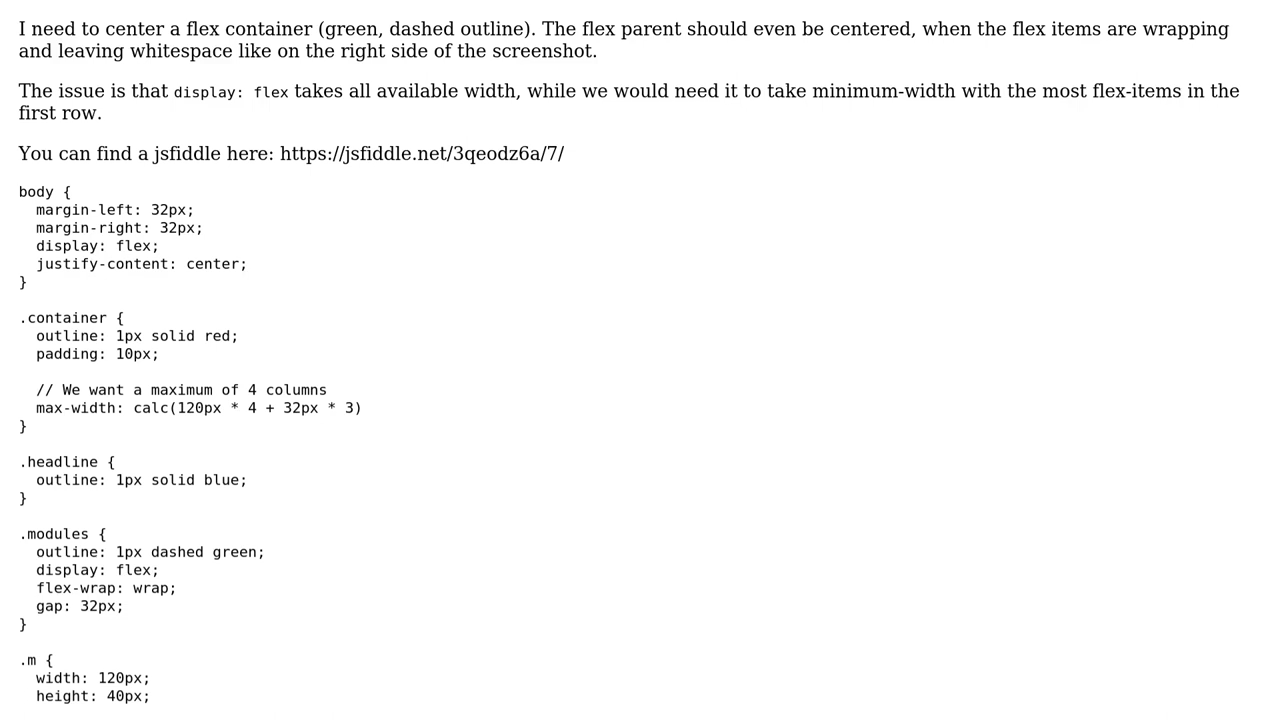 I need to center a flex container (green, dashed outline). The flex parent should even be centered, when the flex items are wrapping
and leaving whitespace like on the right side of the screenshot.
The issue is that display: flex takes all available width, while we would need it to take minimum-width with the most flex-items in the
first row.
You can find a jsfiddle here: https://jsfiddle.net/3qeodz6a/7/
body {
  margin-left: 32px;
  margin-right: 32px;
  display: flex;
  justify-content: center;
}
.container {
  outline: 1px solid red;
  padding: 10px;
  // We want a maximum of 4 columns
  max-width: calc(120px * 4 + 32px * 3)
}
.headline {
  outline: 1px solid blue;
}
.modules {
  outline: 1px dashed green;
  display: flex;
  flex-wrap: wrap;
  gap: 32px;
}
.m {
  width: 120px;
  height: 40px;